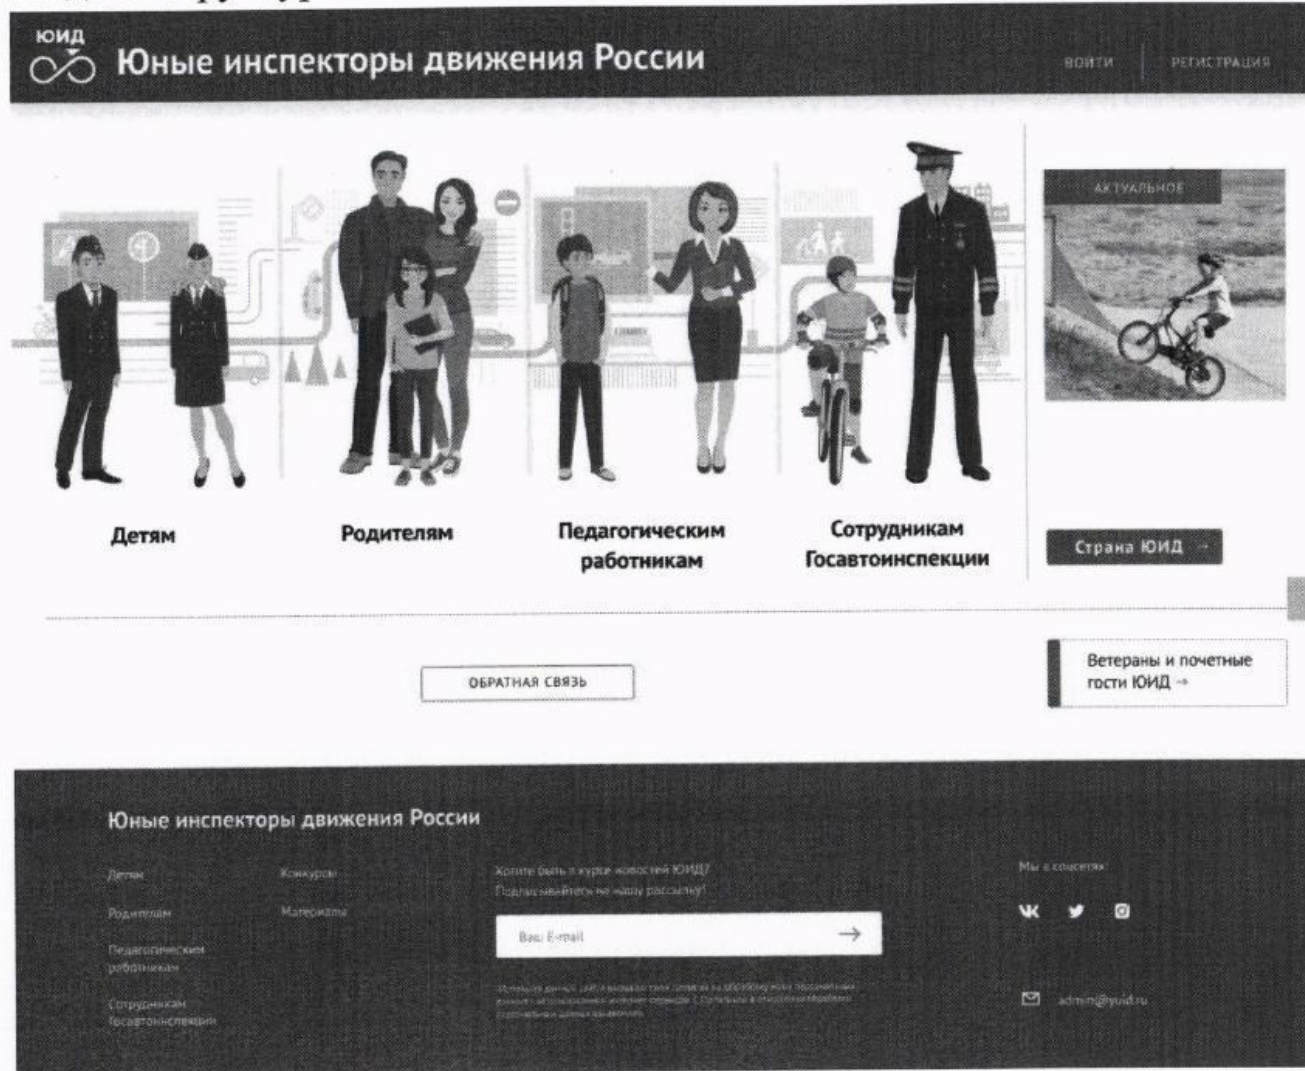 ЮИД
Юные инспекторы движения России
ВОЙТИ
РЕГИСТРАЦИЯ
АКТУАЛЬНОЕ
Детям
Родителям
Педагогическим
работникам
Сотрудникам
Госавтоинспекции
Страна ЮИД →
ОБРАТНАЯ СВЯЗЬ
Ветераны и почетные
гости ЮИД →
Юные инспекторы движения России
Детям
Конкурсы
Хотите быть в курсе новостей ЮИД?
Подписывайтесь на нашу рассылку!
Мы в соцсетях
Родителям
Материалы
Ваш E-mail
Педагогическим
работникам
Сотрудникам
Госавтоинспекции
admin@yuid.ru